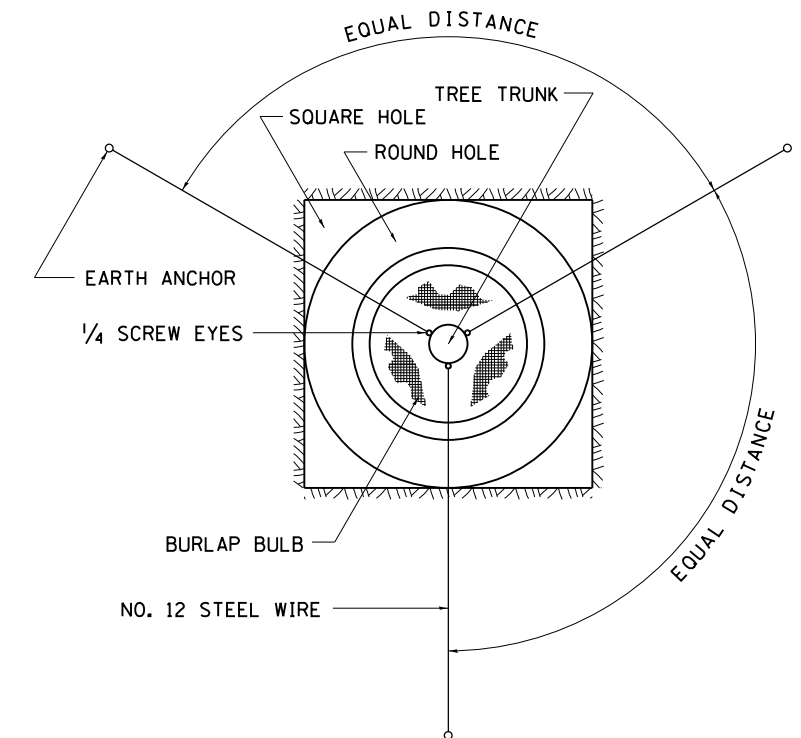 EQUAL DISTANCE
TREE TRUNK
SQUARE HOLE
ROUND HOLE
EARTH ANCHOR
1/4 SCREW EYES
EQUAL DISTANCE
BURLAP BULB
NO. 12 STEEL WIRE